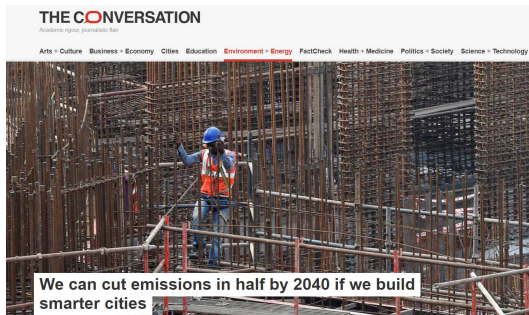 THE CONVERSATION
Academic rigour, journalistic flair
Arts + Culture Business + Economy Cities Education Environment + Energy FactCheck Health + Medicine Politics + Society Science + Technology
We can cut emissions in half by 2040 if we build
smarter cities